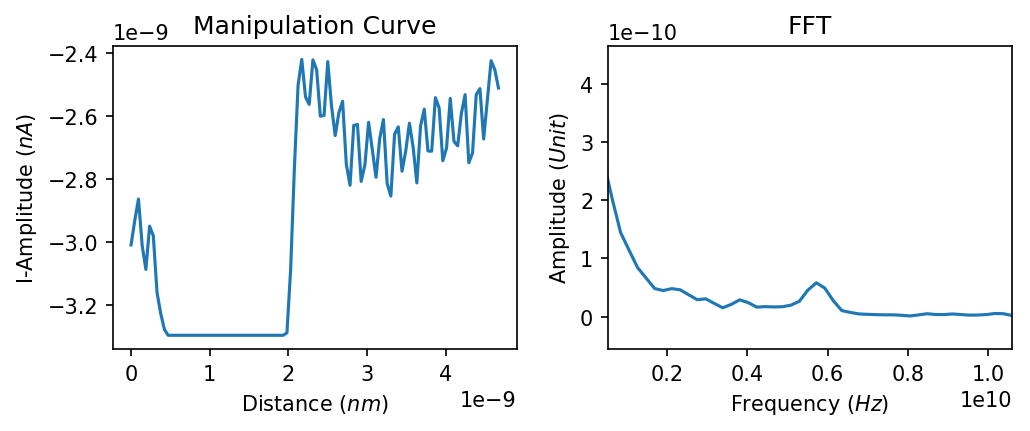 Manipulation Curve
1e−9
−2.4
−2.6
−2.8
−3.0
−3.2
I-Amplitude (nA)
0 1 2 3 4
1e−9
Distance (nm)
FFT
1e−10
4
3
2
1
0
Amplitude (Unit)
0.2 0.4 0.6 0.8 1.0
1e10
Frequency (Hz)